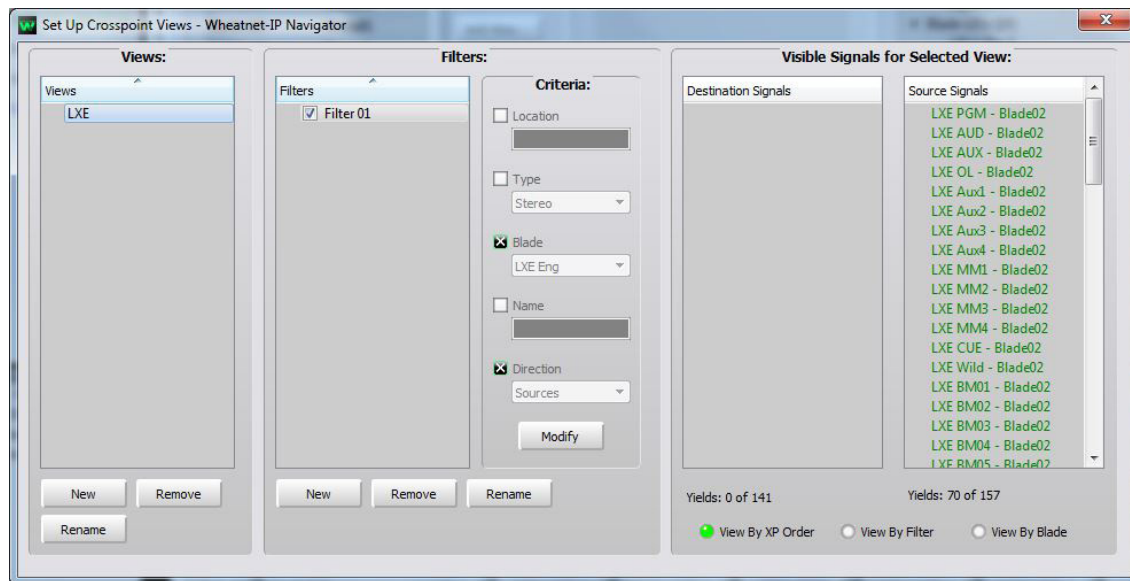 Set Up Crosspoint Views - Wheatnet-IP Navigator
Views:
Views
LXE
New
Remove
Rename
Filters:
Filters
Filter 01
Criteria:
Location
Type
Stereo
Blade
LXE Eng
Name
Direction
Sources
Modify
New
Remove
Rename
Visible Signals for Selected View:
Destination Signals
Source Signals
LXE PGM - Blade02
LXE AUD - Blade02
LXE AUX - Blade02
LXE OL - Blade02
LXE Aux1 - Blade02
LXE Aux2 - Blade02
LXE Aux3 - Blade02
LXE Aux4 - Blade02
LXE MM1 - Blade02
LXE MM2 - Blade02
LXE MM3 - Blade02
LXE MM4 - Blade02
LXE CUE - Blade02
LXE Wild - Blade02
LXE BM01 - Blade02
LXE BM02 - Blade02
LXE BM03 - Blade02
LXE BM04 - Blade02
LXE BM05 - Blade02
Yields: 0 of 141
Yields: 70 of 157
View By XP Order
View By Filter
View By Blade